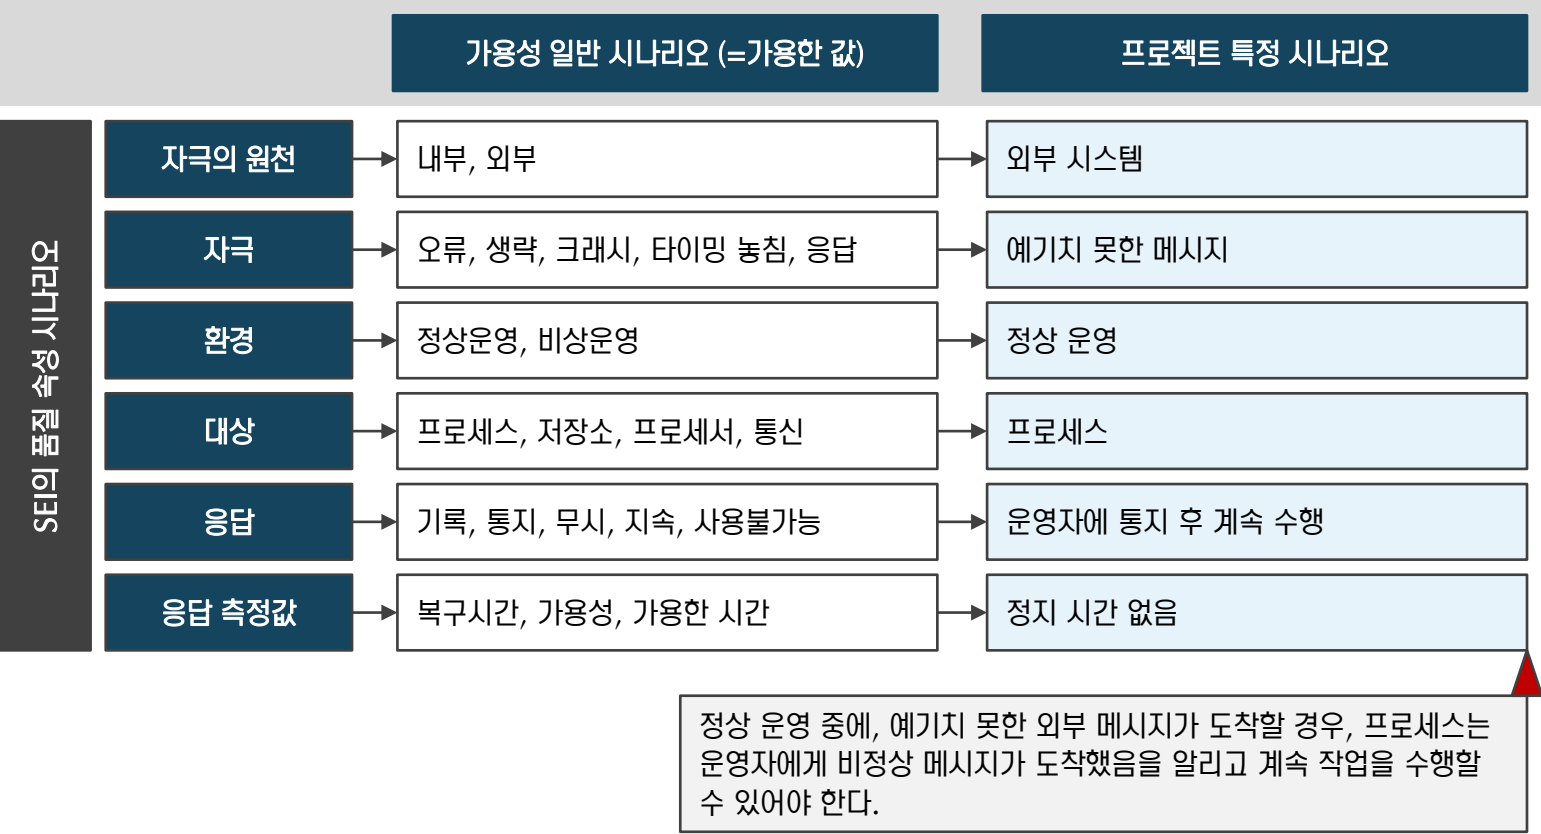 가용성 일반 시나리오 (=가용한 값)
프로젝트 특정 시나리오
SEI의 품질 속성 시나리오
자극의 원천
내부, 외부
외부 시스템
자극
오류, 생략, 크래시, 타이밍 놓침, 응답
예기치 못한 메시지
환경
정상운영, 비상운영
정상 운영
대상
프로세스, 저장소, 프로세서, 통신
프로세스
응답
기록, 통지, 무시, 지속, 사용불가능
운영자에 통지 후 계속 수행
응답 측정값
복구시간, 가용성, 가용한 시간
정지 시간 없음
정상 운영 중에, 예기치 못한 외부 메시지가 도착할 경우, 프로세스는
운영자에게 비정상 메시지가 도착했음을 알리고 계속 작업을 수행할
수 있어야 한다.